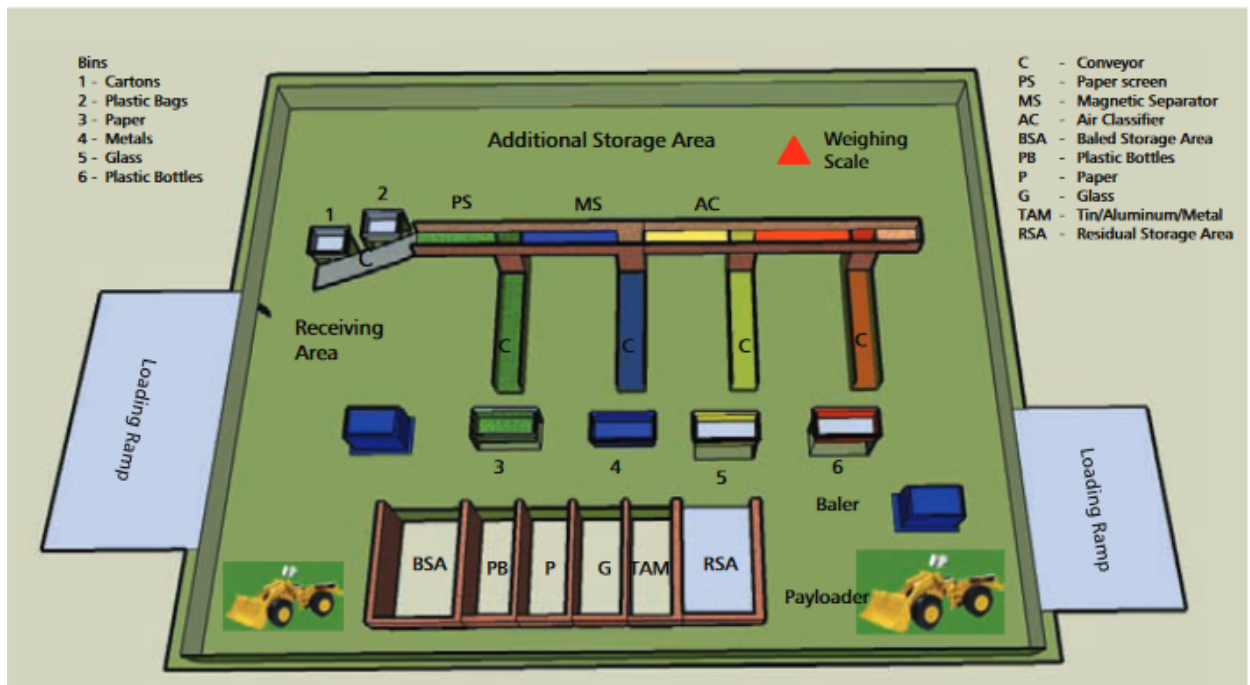 Bins
1 - Cartons
2 - Plastic Bags
3 - Paper
4 - Metals
5 - Glass
6 - Plastic Bottles
C - Conveyor
PS - Paper screen
MS - Magnetic Separator
AC - Air Classifier
BSA - Baled Storage Area
PB - Plastic Bottles
P - Paper
G - Glass
TAM - Tin/Aluminum/Metal
RSA - Residual Storage Area
Additional Storage Area
Weighing
Scale
1
2
PS
MS
AC
C
Receiving
Area
C
C
C
C
Loading Ramp
3
4
5
6
Baler
Loading Ramp
BSA
PB
P
G
TAM
RSA
Payloader